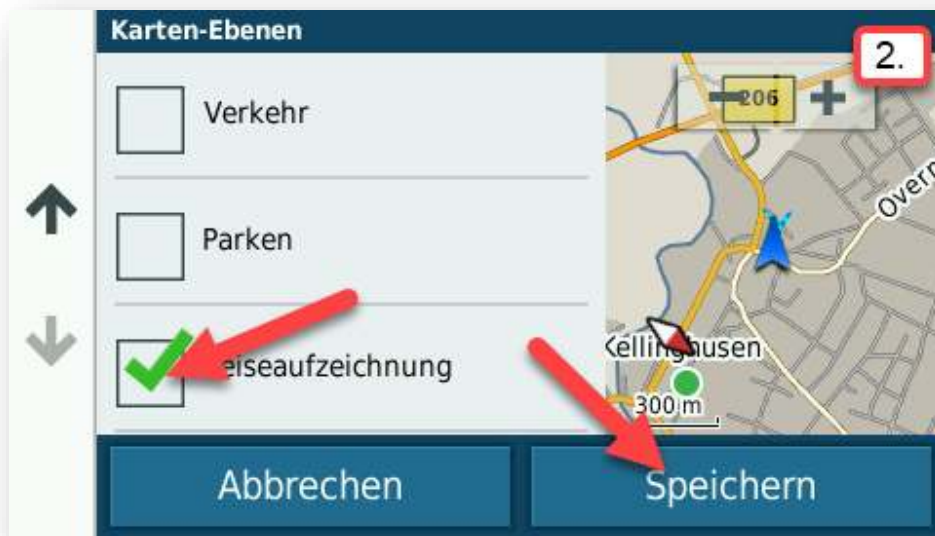 Karten-Ebenen
2.
Verkehr
206
Parken
Overn
eiseaufzeichnung
Kellinghusen
300 m
Abbrechen
Speichern